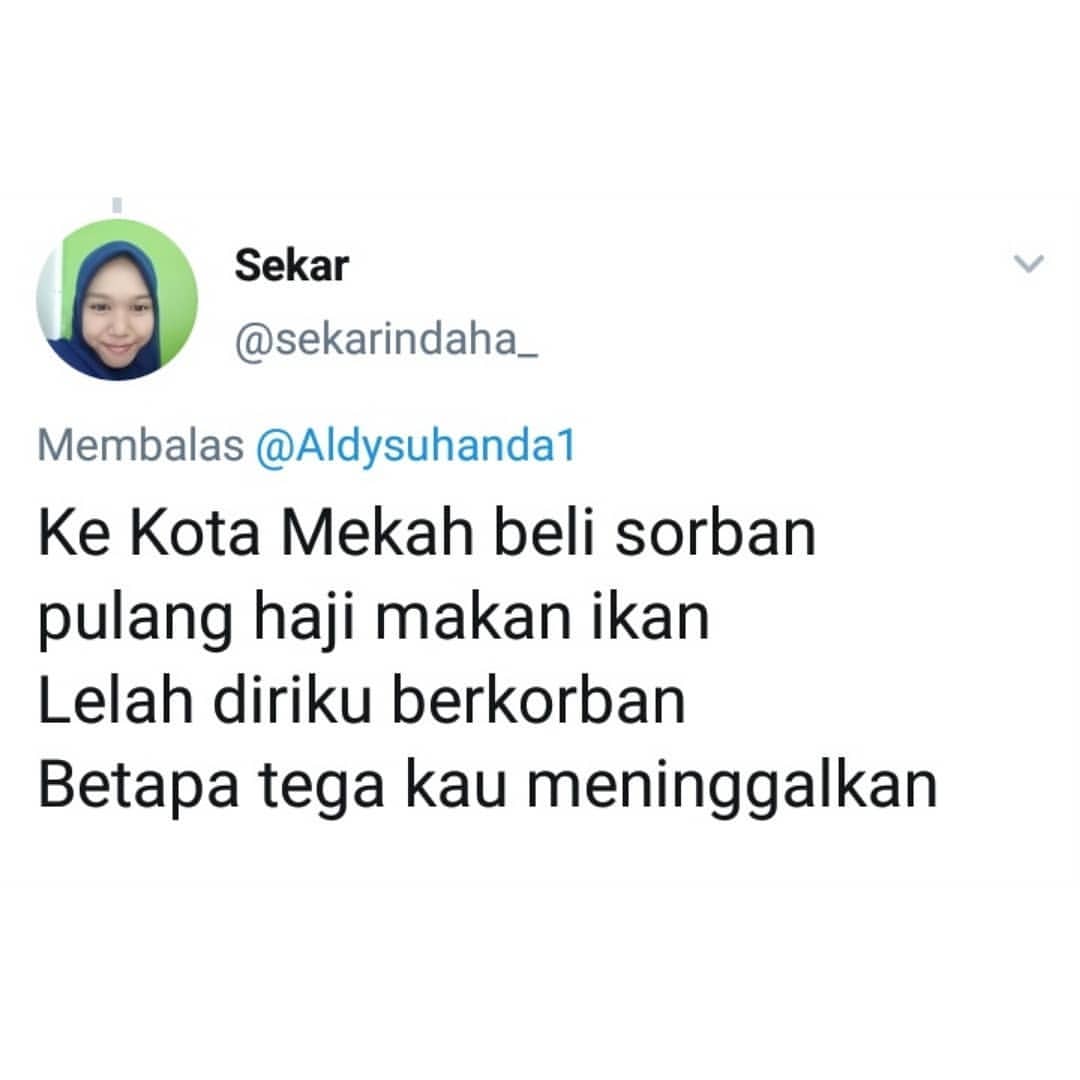 Sekar
@sekarindaha_
Membalas @Aldysuhanda1
Ke Kota Mekah beli sorban
pulang haji makan ikan
Lelah diriku berkorban
Betapa tega kau meninggalkan